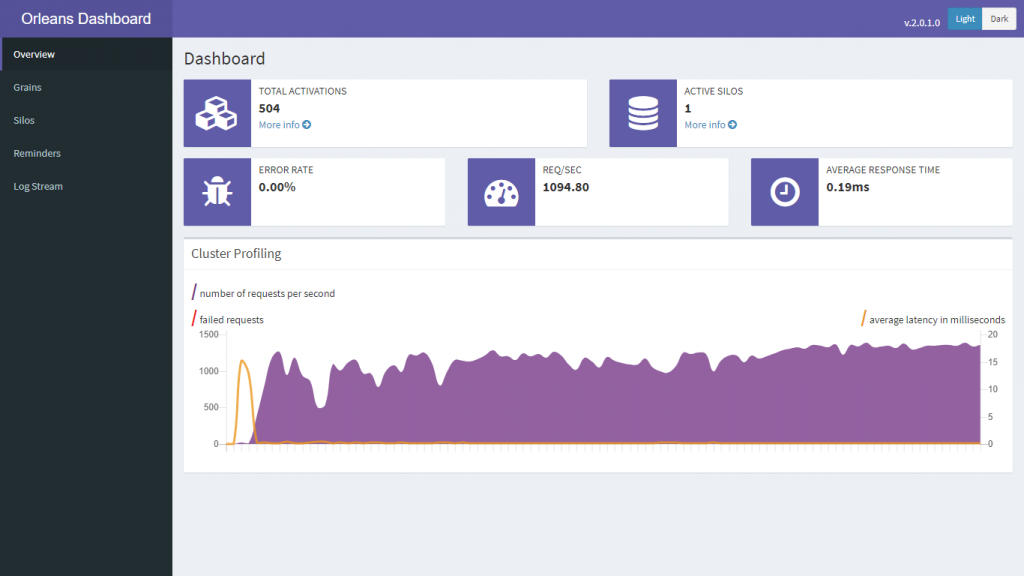 Orleans Dashboard
v.2.0.1.0
Light
Dark
Overview
Grains
Silos
Reminders
Log Stream
Dashboard
TOTAL ACTIVATIONS
504
More info
ACTIVE SILOS
1
More info
ERROR RATE
0.00%
REQ/SEC
1094.80
AVERAGE RESPONSE TIME
0.19ms
Cluster Profiling
number of requests per second
failed requests
average latency in milliseconds
1500
1000
500
0
20
15
10
5
0